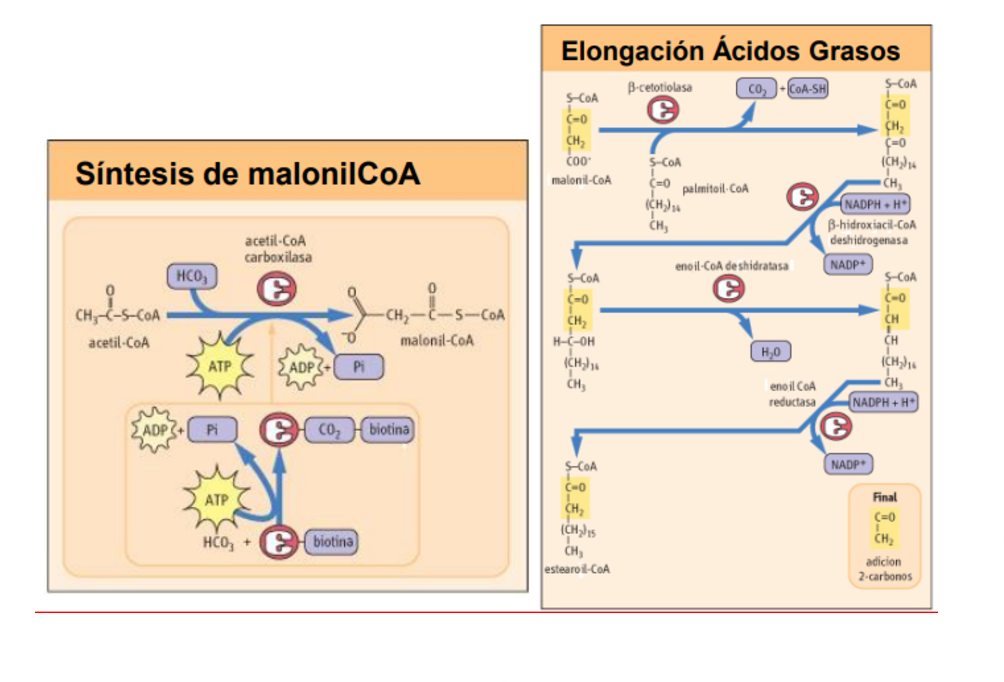 Síntesis de malonilCoA
acetil-CoA
carboxilasa
HCO₃
O
CH₃–C–S–CoA
acetil-CoA
O
O
⁻O
CH₂–C–S–CoA
malonil-CoA
ATP
ADP + Pi
ADP + Pi
CO₂ biotina
ATP
HCO₃ + biotina
Elongación Ácidos Grasos
S–CoA
C=O
CH₂
COO⁻
malonil-CoA
β-cetotiolasa
CO₂ + CoA-SH
S–CoA
C=O
(CH₂)₁₄
CH₃
palmitoil-CoA
S–CoA
C=O
CH₂
C=O
(CH₂)₁₄
CH₃
NADPH + H⁺
β-hidroxiacil-CoA
deshidrogenasa
NADP⁺
S–CoA
C=O
CH₂
H–C–OH
(CH₂)₁₄
CH₃
enoil-CoA deshidratasa
H₂O
S–CoA
C=O
CH
CH
(CH₂)₁₄
CH₃
enoil CoA
reductasa
NADPH + H⁺
NADP⁺
S–CoA
C=O
CH₂
(CH₂)₁₅
CH₃
estearoil-CoA
Final
C=O
CH₂
adicion
2-carbonos